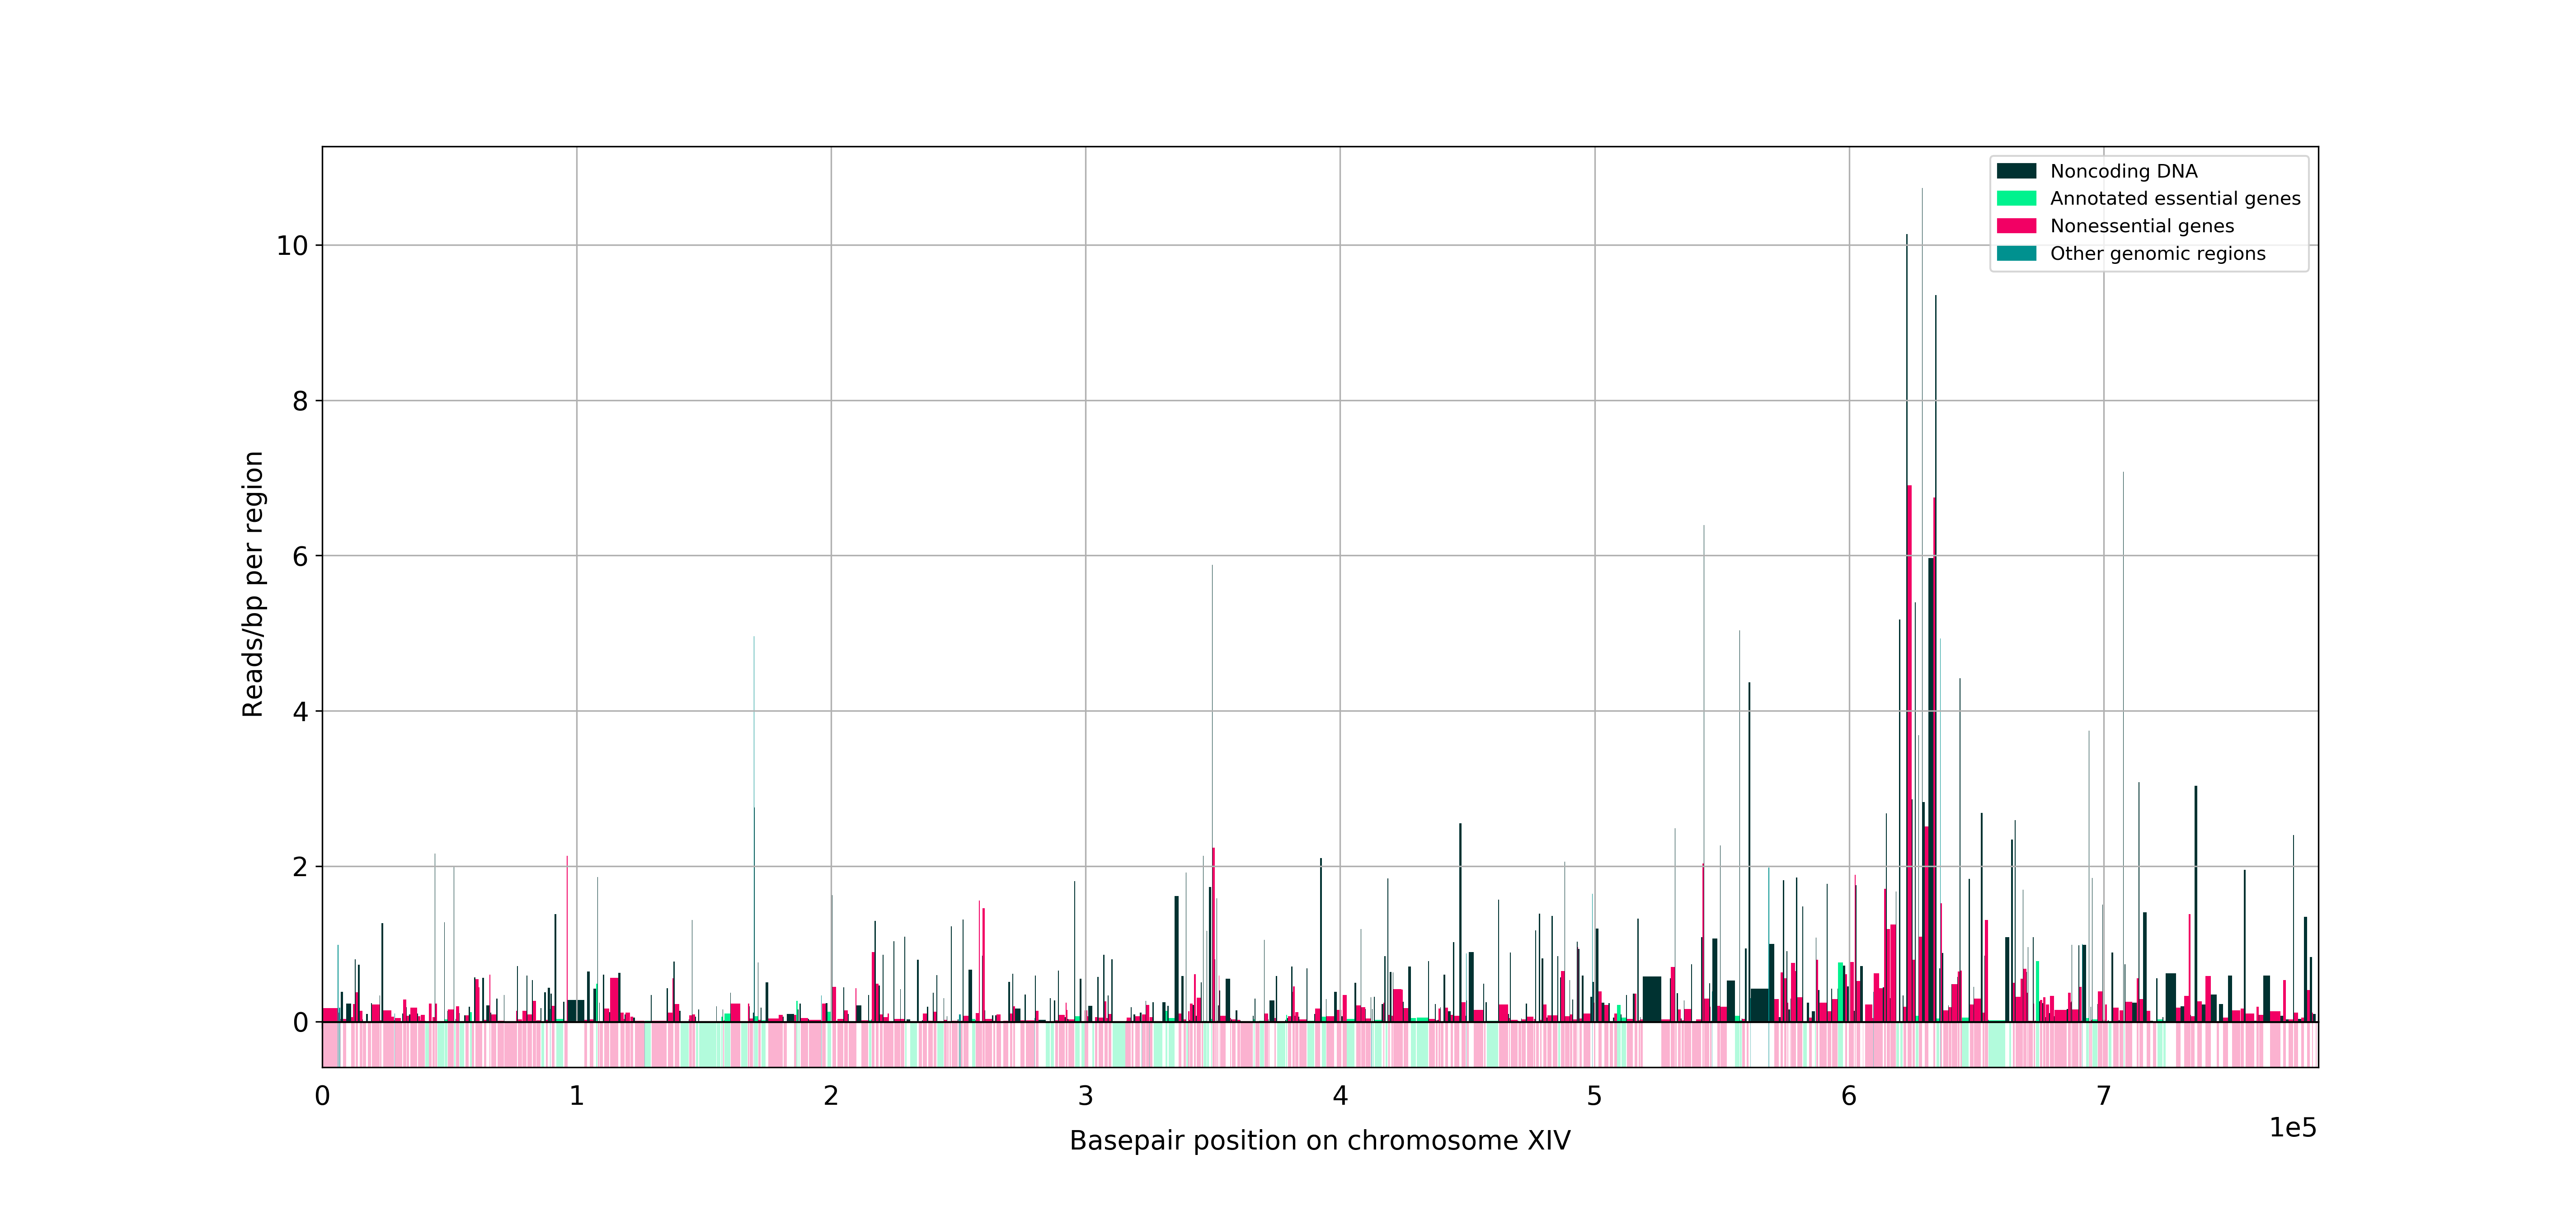 Noncoding DNA
Annotated essential genes
Nonessential genes
Other genomic regions
10
8
6
4
2
0
Reads/bp per region
0 1 2 3 4 5 6 7
1e5
Basepair position on chromosome XIV